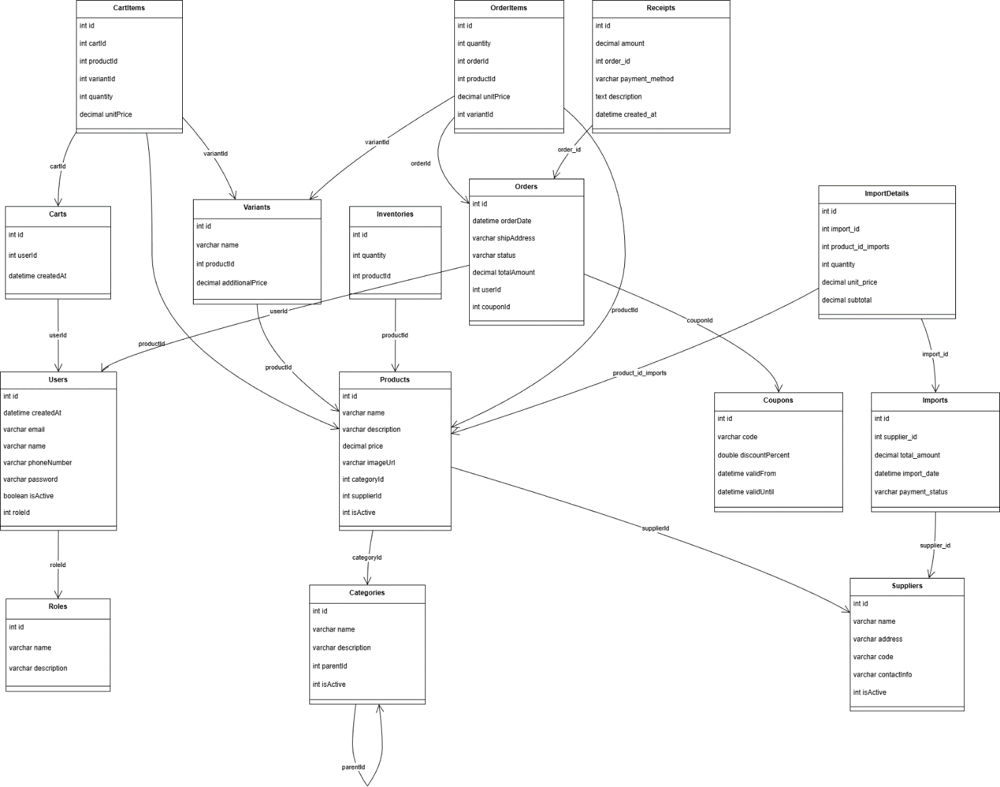 CartItems
int id
int cartId
int productId
int variantId
int quantity
decimal unitPrice
OrderItems
int id
int quantity
int orderId
int productId
decimal unitPrice
int variantId
Receipts
int id
decimal amount
int order_id
varchar payment_method
text description
datetime created_at
cartId
variantId
variantId
orderId
order_id
Carts
int id
int userId
datetime createdAt
Variants
int id
varchar name
int productId
decimal additionalPrice
Inventories
int id
int quantity
int productId
Orders
int id
datetime orderDate
varchar shipAddress
varchar status
decimal totalAmount
int userId
int couponId
ImportDetails
int id
int import_id
int product_id_imports
int quantity
decimal unit_price
decimal subtotal
userId
productId
userId
productId
productId
productId
couponId
product_id_imports
import_id
Users
int id
datetime createdAt
varchar email
varchar name
varchar phoneNumber
varchar password
boolean isActive
int roleId
Products
int id
varchar name
varchar description
decimal price
varchar imageUrl
int categoryId
int supplierId
int isActive
Coupons
int id
varchar code
double discountPercent
datetime validFrom
datetime validUntil
Imports
int id
int supplier_id
decimal total_amount
datetime import_date
varchar payment_status
roleId
categoryId
supplierId
supplier_id
Roles
int id
varchar name
varchar description
Categories
int id
varchar name
varchar description
int parentId
int isActive
Suppliers
int id
varchar name
varchar address
varchar code
varchar contactInfo
int isActive
parentId